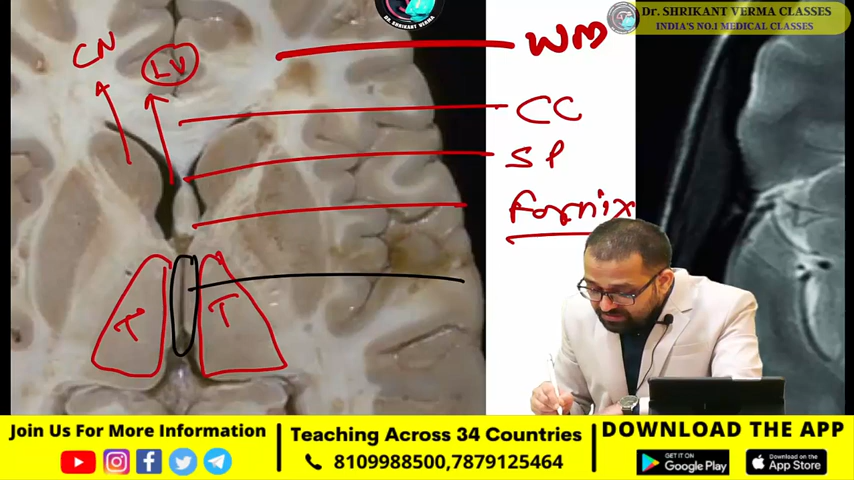 Dr. SHRIKANT VERMA CLASSES
INDIA'S NO.1 MEDICAL CLASSES
CN
LV
WM
CC
SP
Fornix
T
T
Join Us For More Information
Teaching Across 34 Countries
8109988500,7879125464
DOWNLOAD THE APP
GET IT ON
Google Play
Download on the
App Store